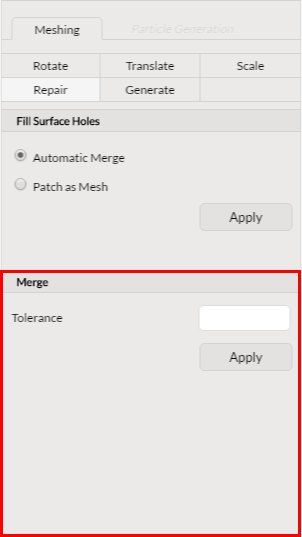 Meshing Particle Generation
Rotate Translate Scale
Repair Generate
Fill Surface Holes
Automatic Merge
Patch as Mesh
Apply
Merge
Tolerance
Apply